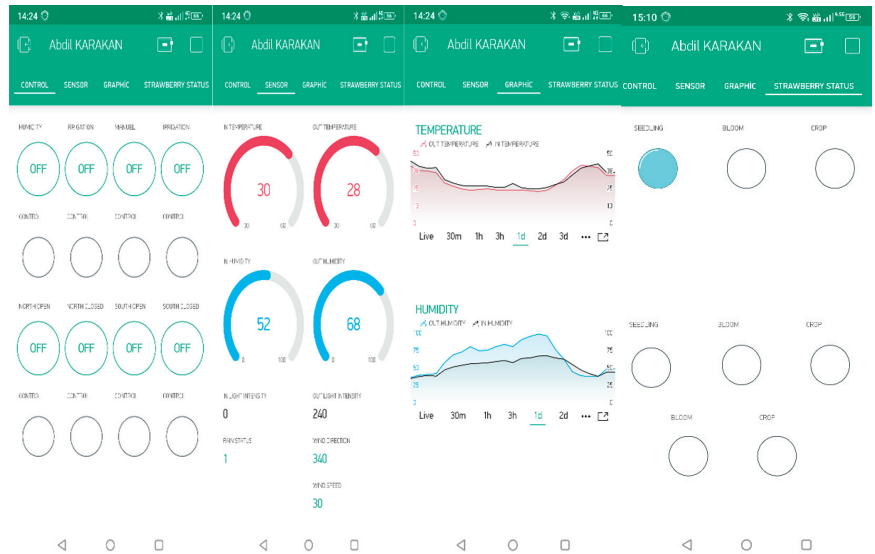 14:24
Abdil KARAKAN
CONTROL SENSOR GRAPHIC STRAWBERRY STATUS
HUMICITY IRRIGATION MANUEL IRRIGATION
OFF OFF OFF OFF
CONTROL CONTROL CONTROL CONTROL
NORTH OPEN NORTH CLOSED SOUTH OPEN SOUTH CLOSED
OFF OFF OFF OFF
CONTROL CONTROL CONTROL CONTROL
14:24
Abdil KARAKAN
CONTROL SENSOR GRAPHIC STRAWBERRY STATUS
IN TEMPERATURE OUT TEMPERATURE
30 28
IN HUMIDITY OUT HUMIDITY
52 68
0 100 0 100
IN LIGHT INTENSITY OUT LIGHT INTENSITY
0 240
RAIN STATUS WIND DIRECTION
1 340
WIND SPEED
30
14:24
Abdil KARAKAN
CONTROL SENSOR GRAPHIC STRAWBERRY STATUS
TEMPERATURE
OUT TEMPERATURE IN TEMPERATURE
Live 30m 1h 3h 1d 2d 3d •••
HUMIDITY
OUT HUMIDITY IN HUMIDITY
100 100
75 75
50 50
25 25
Live 30m 1h 3h 1d 2d •••
15:10
Abdil KARAKAN
CONTROL SENSOR GRAPHIC STRAWBERRY STATUS
SEEDLING BLOOM CROP
SEEDLING BLOOM CROP
BLOOM CROP